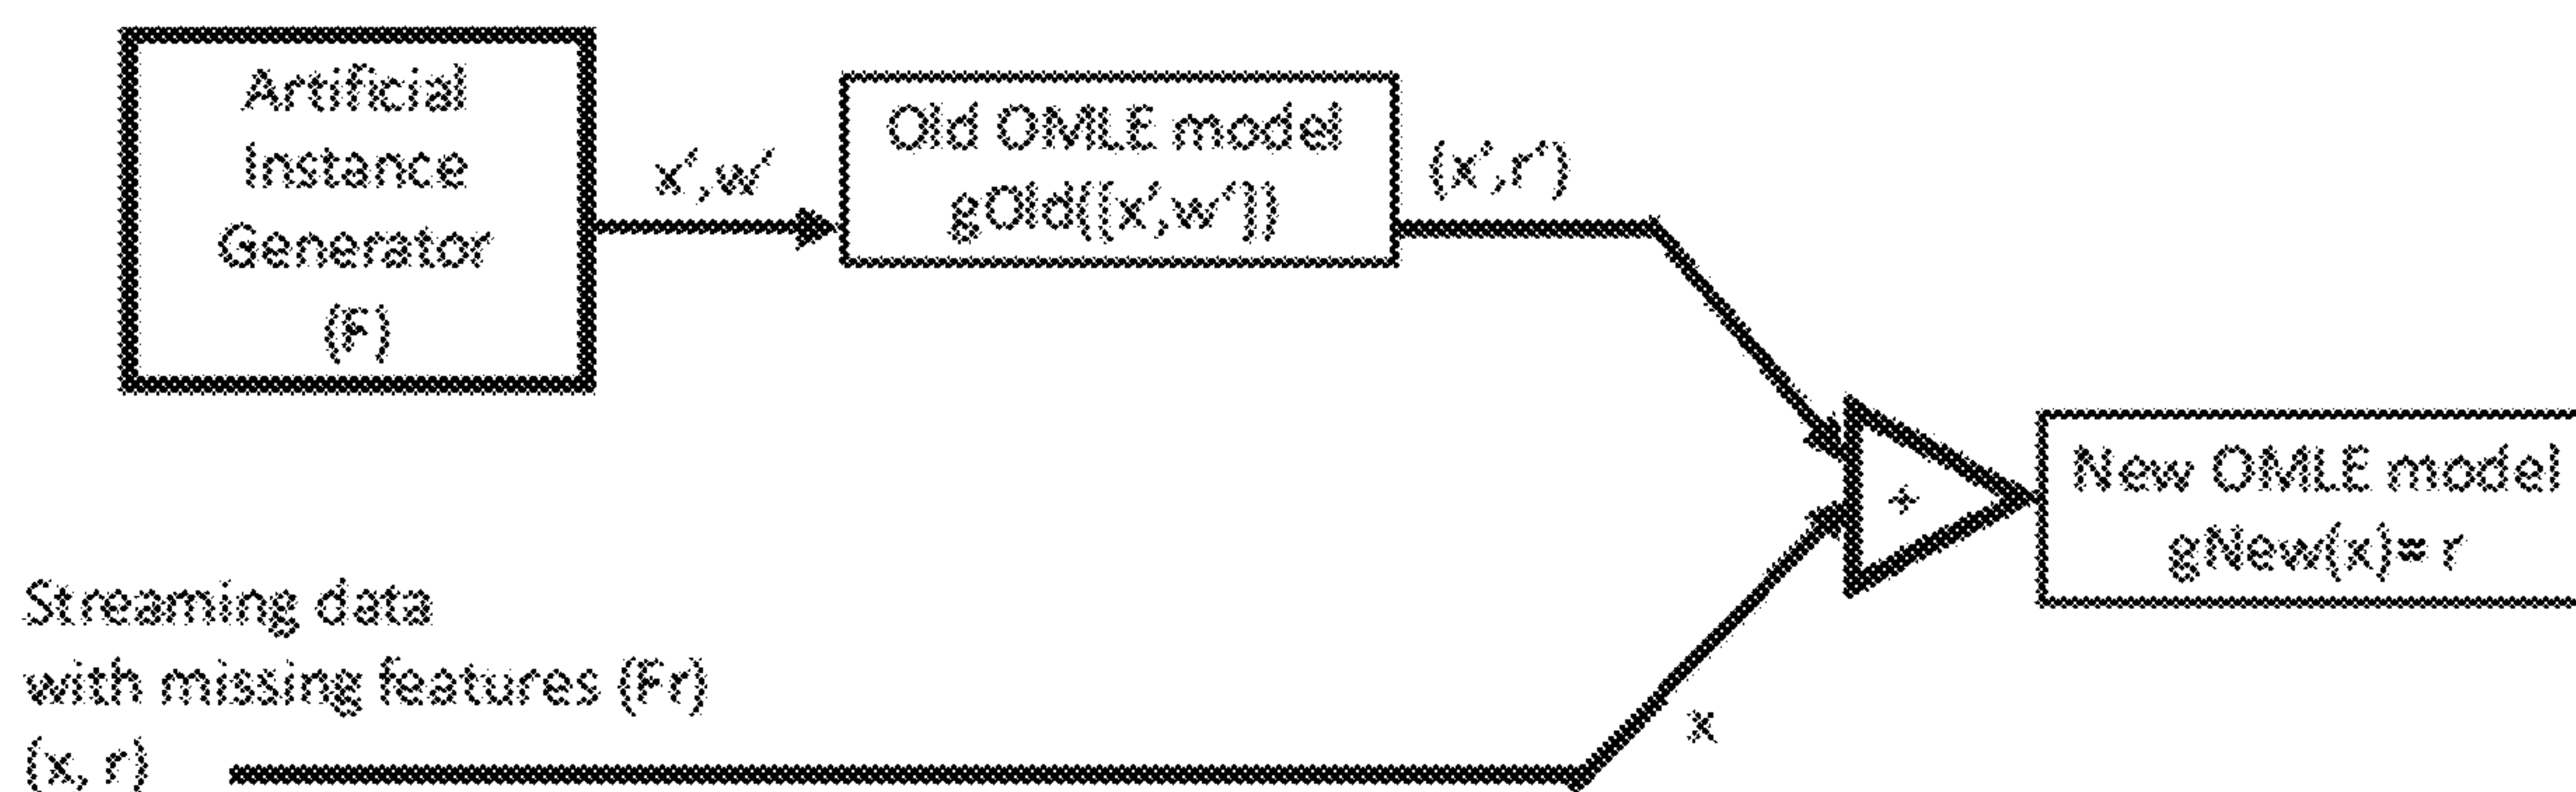 Artificial
Instance
Generator
(F)
x',w'
Old OMLE model
gOld([x',w'])
(x',r')
+
New OMLE model
gNew(x)= r
Streaming data
with missing features (Fr)
(x, r)
x